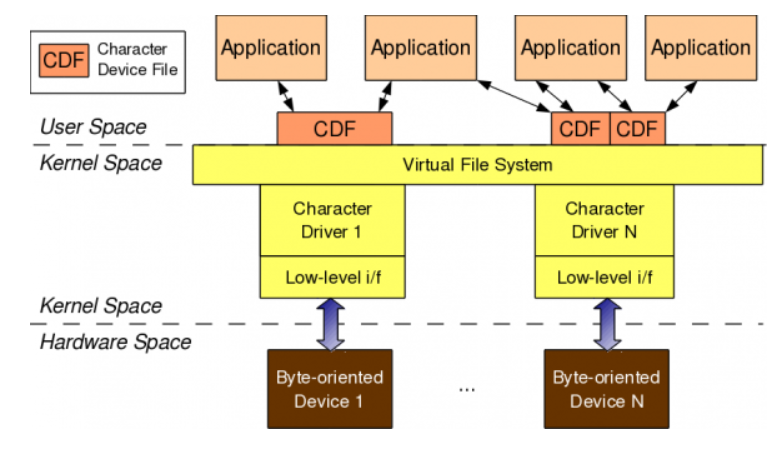 CDF
Character
Device File
Application
Application
Application
Application
User Space
CDF
CDF
CDF
Kernel Space
Virtual File System
Character
Driver 1
Character
Driver N
Low-level i/f
Low-level i/f
Kernel Space
Hardware Space
Byte-oriented
Device 1
...
Byte-oriented
Device N